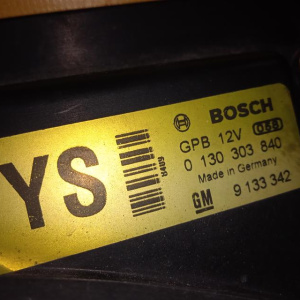 BOSCH
GPB 12V
0 130 303 840
Made in Germany
YS
GM
9 133 342